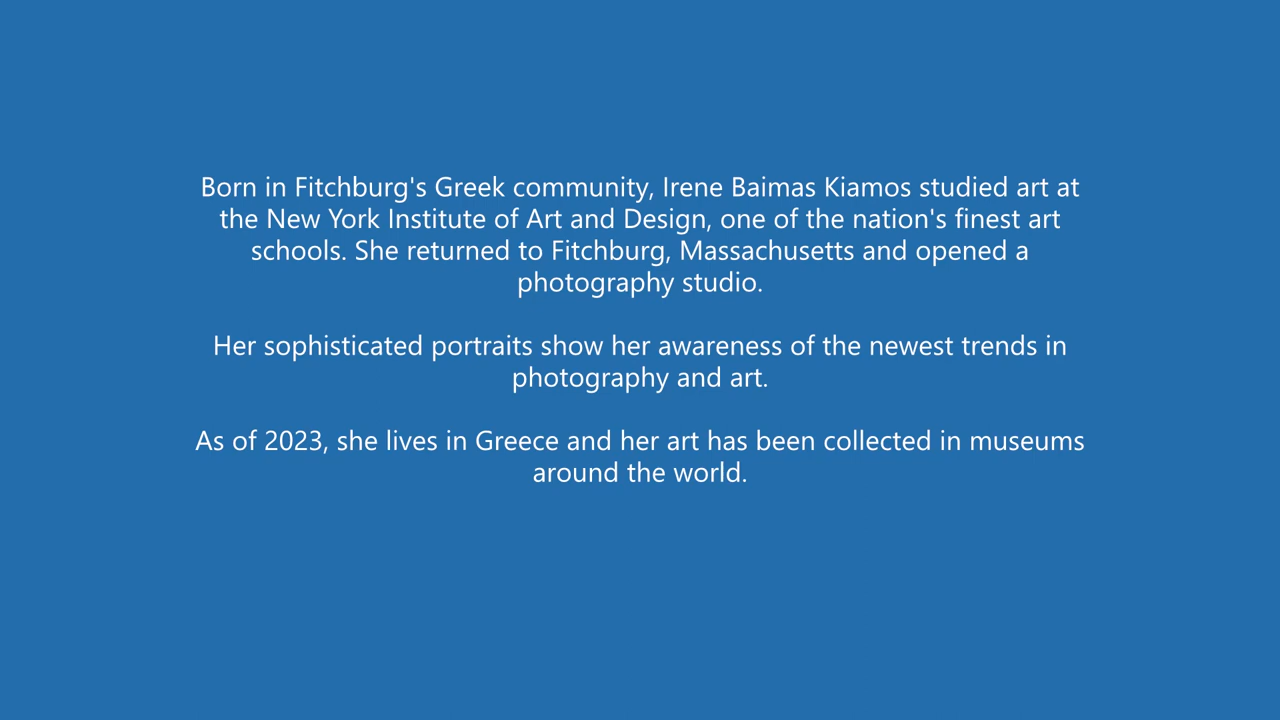 Born in Fitchburg's Greek community, Irene Baimas Kiamos studied art at
the New York Institute of Art and Design, one of the nation's finest art
schools. She returned to Fitchburg, Massachusetts and opened a
photography studio.
Her sophisticated portraits show her awareness of the newest trends in
photography and art.
As of 2023, she lives in Greece and her art has been collected in museums
around the world.